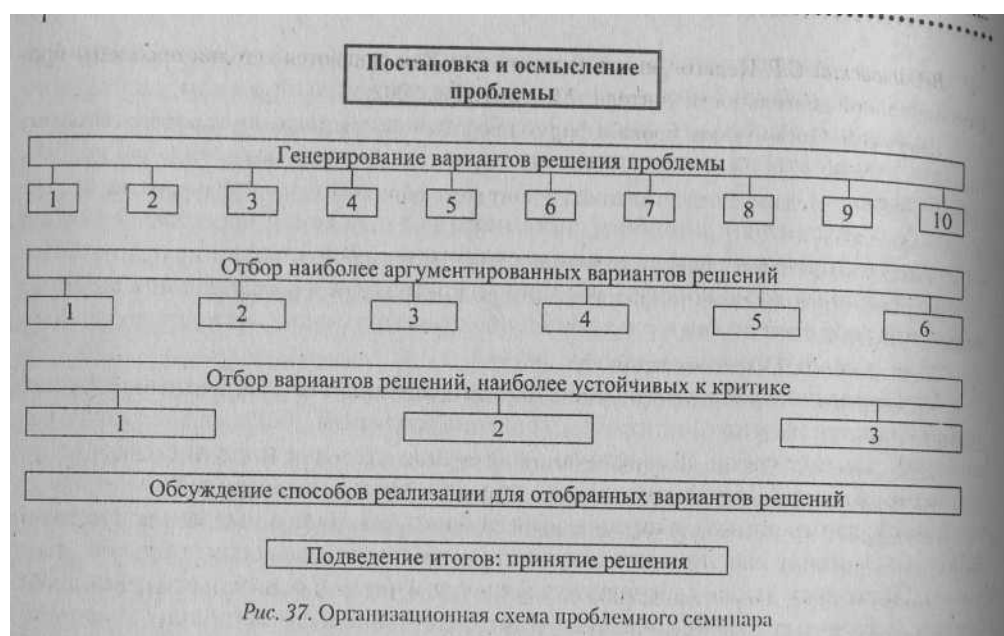 Постановка и осмысление
проблемы
Генерирование вариантов решения проблемы
1 2 3 4 5 6 7 8 9 10
Отбор наиболее аргументированных вариантов решений
1 2 3 4 5 6
Отбор вариантов решений, наиболее устойчивых к критике
1 2 3
Обсуждение способов реализации для отобранных вариантов решений
Подведение итогов: принятие решения
Рис. 37. Организационная схема проблемного семинара